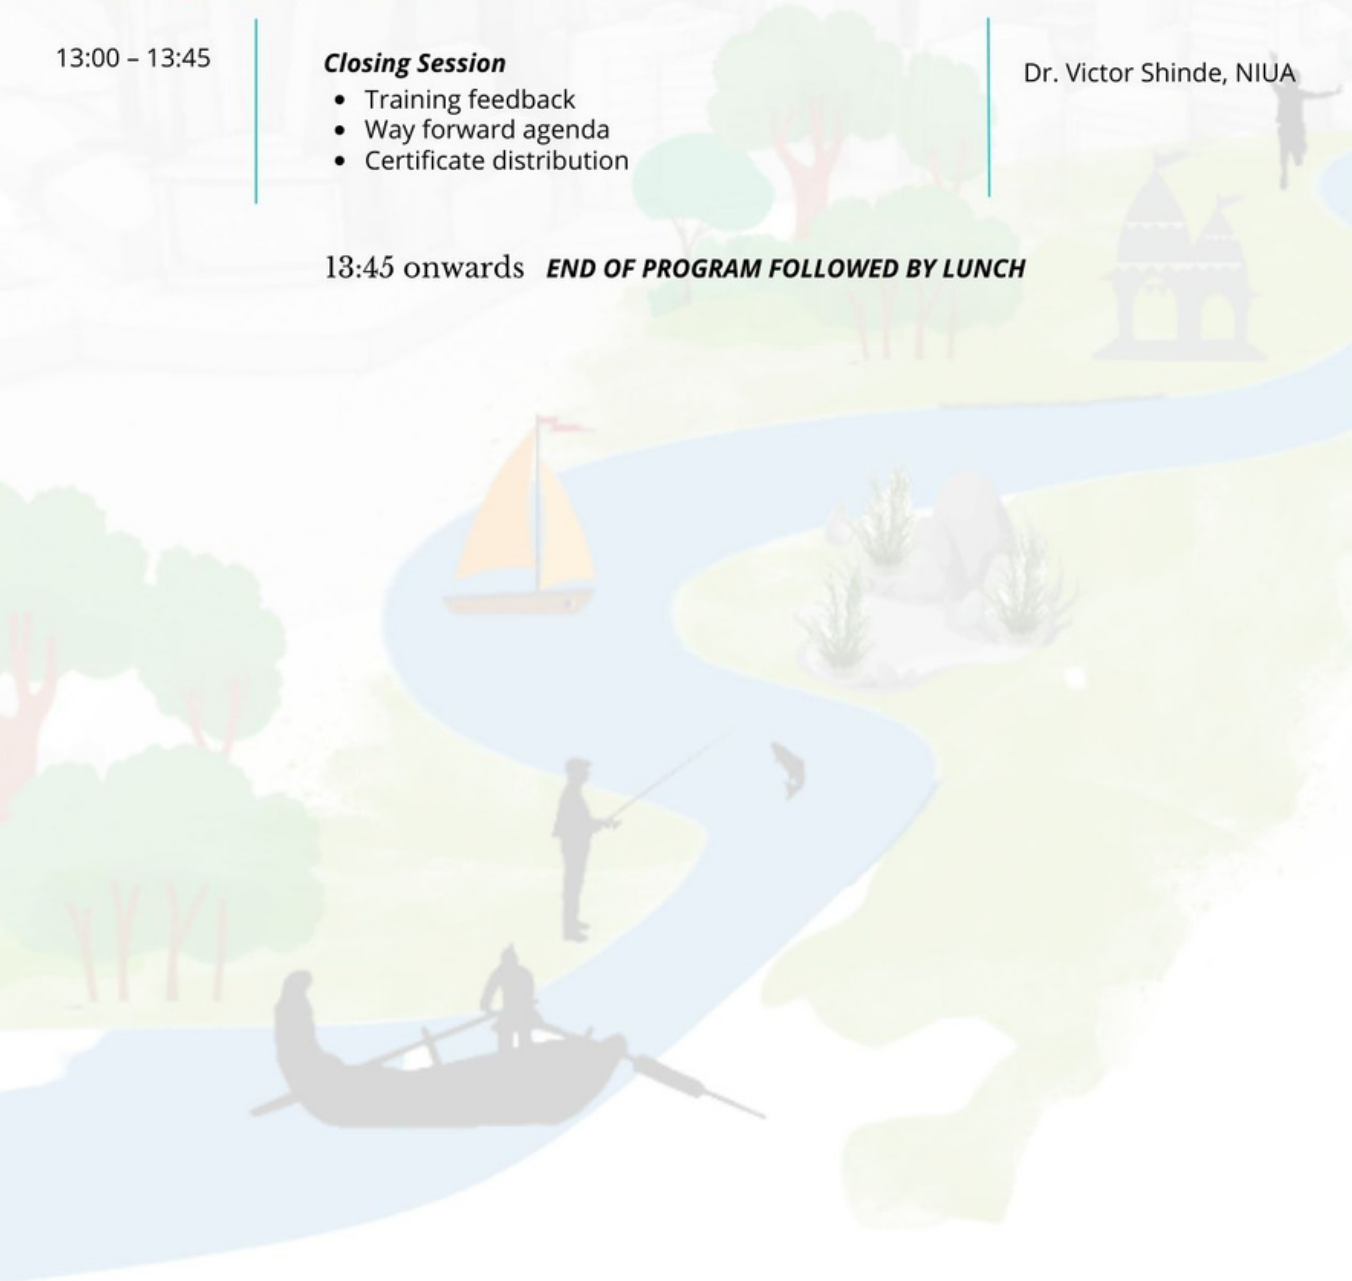 13:00 – 13:45
Closing Session
• Training feedback
• Way forward agenda
• Certificate distribution
Dr. Victor Shinde, NIUA
13:45 onwards END OF PROGRAM FOLLOWED BY LUNCH